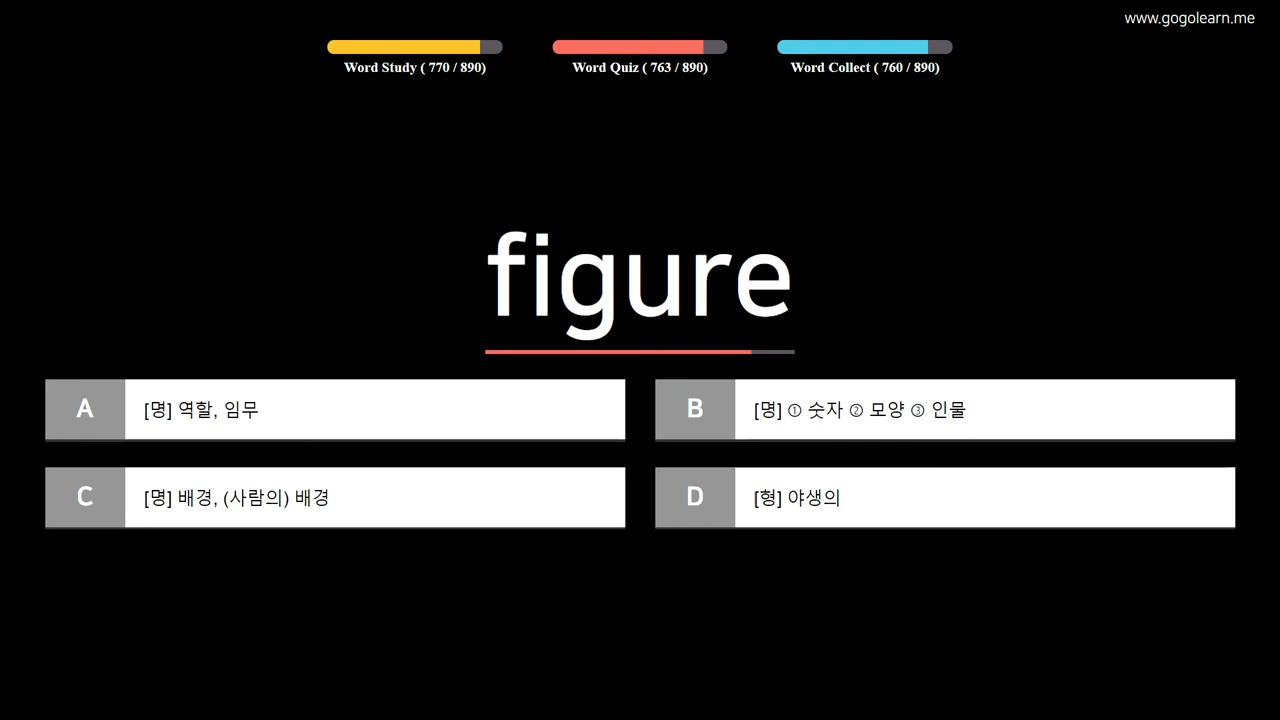 www.gogolearn.me
Word Study ( 770 / 890)
Word Quiz ( 763 / 890)
Word Collect ( 760 / 890)
figure
A [명] 역할, 임무
B [명] ① 숫자 ② 모양 ③ 인물
C [명] 배경, (사람의) 배경
D [형] 야생의